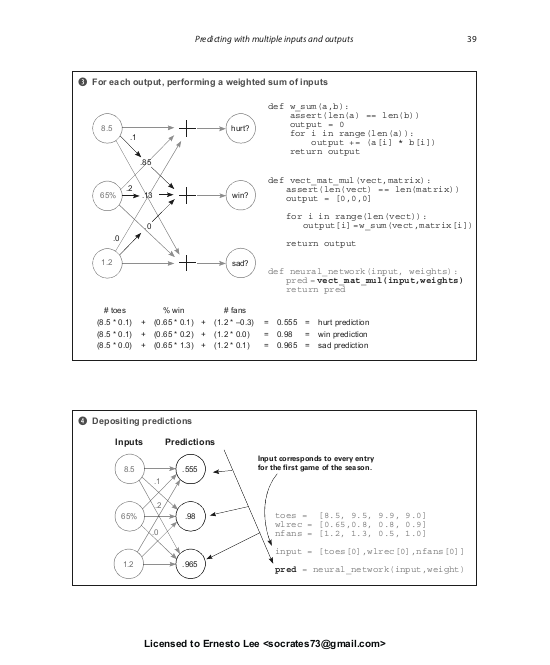 Predicting with multiple inputs and outputs 39
3 For each output, performing a weighted sum of inputs
8.5
65%
1.2
.1
.85
.2
.13
.0
.0
hurt?
win?
sad?
def w_sum(a,b):
assert(len(a) == len(b))
output = 0
for i in range(len(a)):
output += (a[i] * b[i])
return output
def vect_mat_mul(vect,matrix):
assert(len(vect) == len(matrix))
output = [0,0,0]
for i in range(len(vect)):
output[i]=w_sum(vect,matrix[i])
return output
def neural_network(input, weights):
pred=vect_mat_mul(input,weights)
return pred
# toes % win # fans
(8.5 * 0.1) + (0.65 * 0.1) + (1.2 * –0.3) = 0.555 = hurt prediction
(8.5 * 0.1) + (0.65 * 0.2) + (1.2 * 0.0) = 0.98 = win prediction
(8.5 * 0.0) + (0.65 * 1.3) + (1.2 * 0.1) = 0.965 = sad prediction
4 Depositing predictions
Inputs Predictions
8.5
65%
1.2
.1
.2
.0
.555
.98
.965
Input corresponds to every entry
for the first game of the season.
toes = [8.5, 9.5, 9.9, 9.0]
wlrec = [0.65,0.8, 0.8, 0.9]
nfans = [1.2, 1.3, 0.5, 1.0]
input = [toes[0],wlrec[0],nfans[0]]
pred = neural_network(input,weight)
Licensed to Ernesto Lee <socrates73@gmail.com>